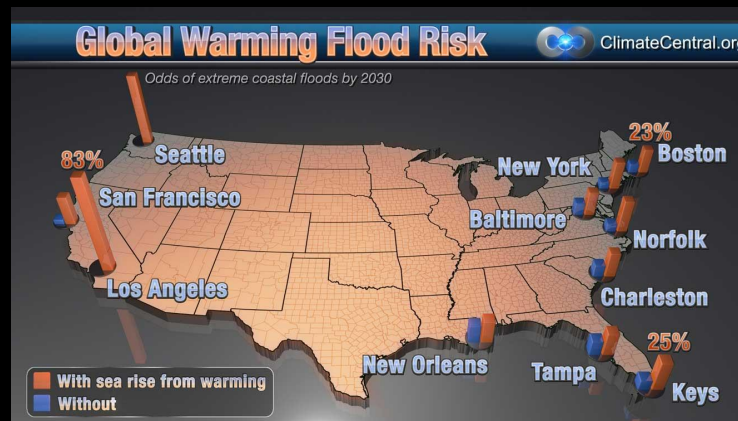 Global Warming Flood Risk
ClimateCentral.org
Odds of extreme coastal floods by 2030
Seattle
83%
San Francisco
Los Angeles
23%
Boston
New York
Baltimore
Norfolk
Charleston
New Orleans
Tampa
25%
Keys
With sea rise from warming
Without